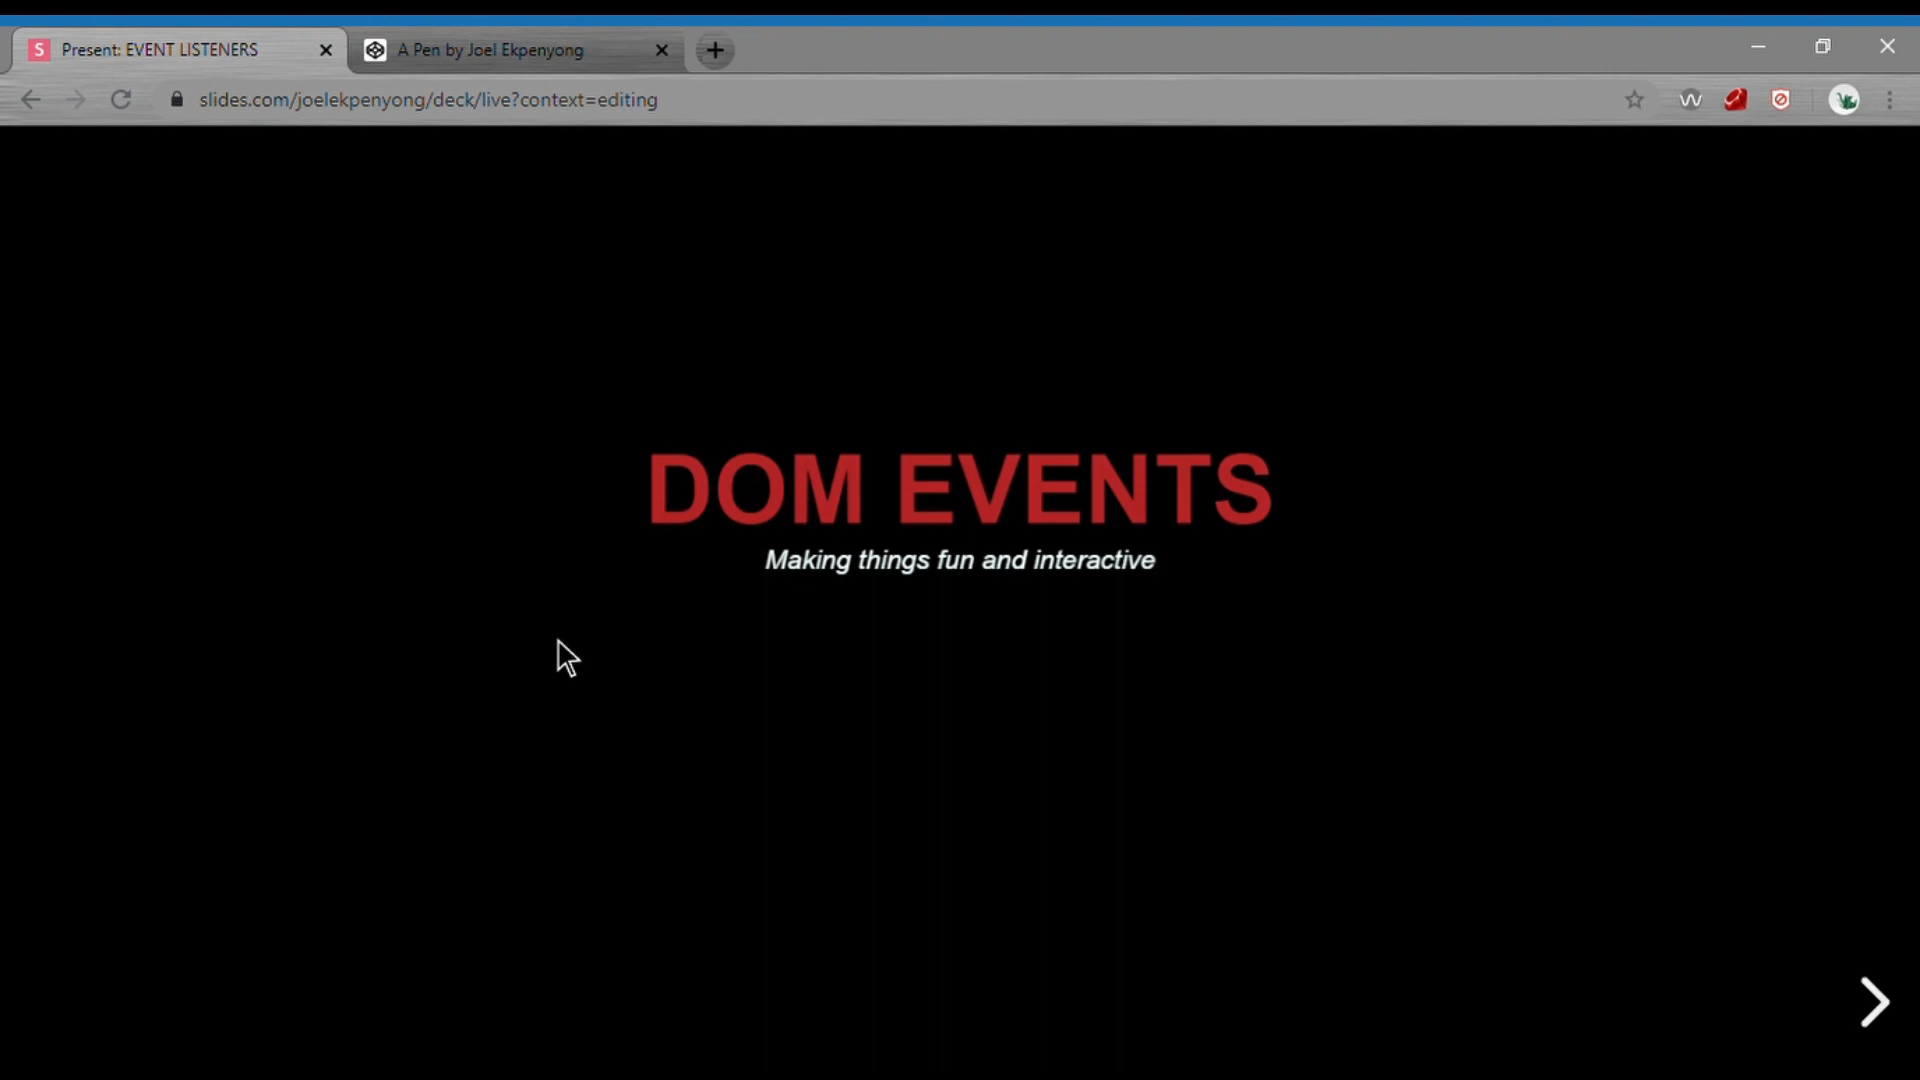 S Present: EVENT LISTENERS
A Pen by Joel Ekpenyong
slides.com/joelekpenyong/deck/live?context=editing
DOM EVENTS
Making things fun and interactive